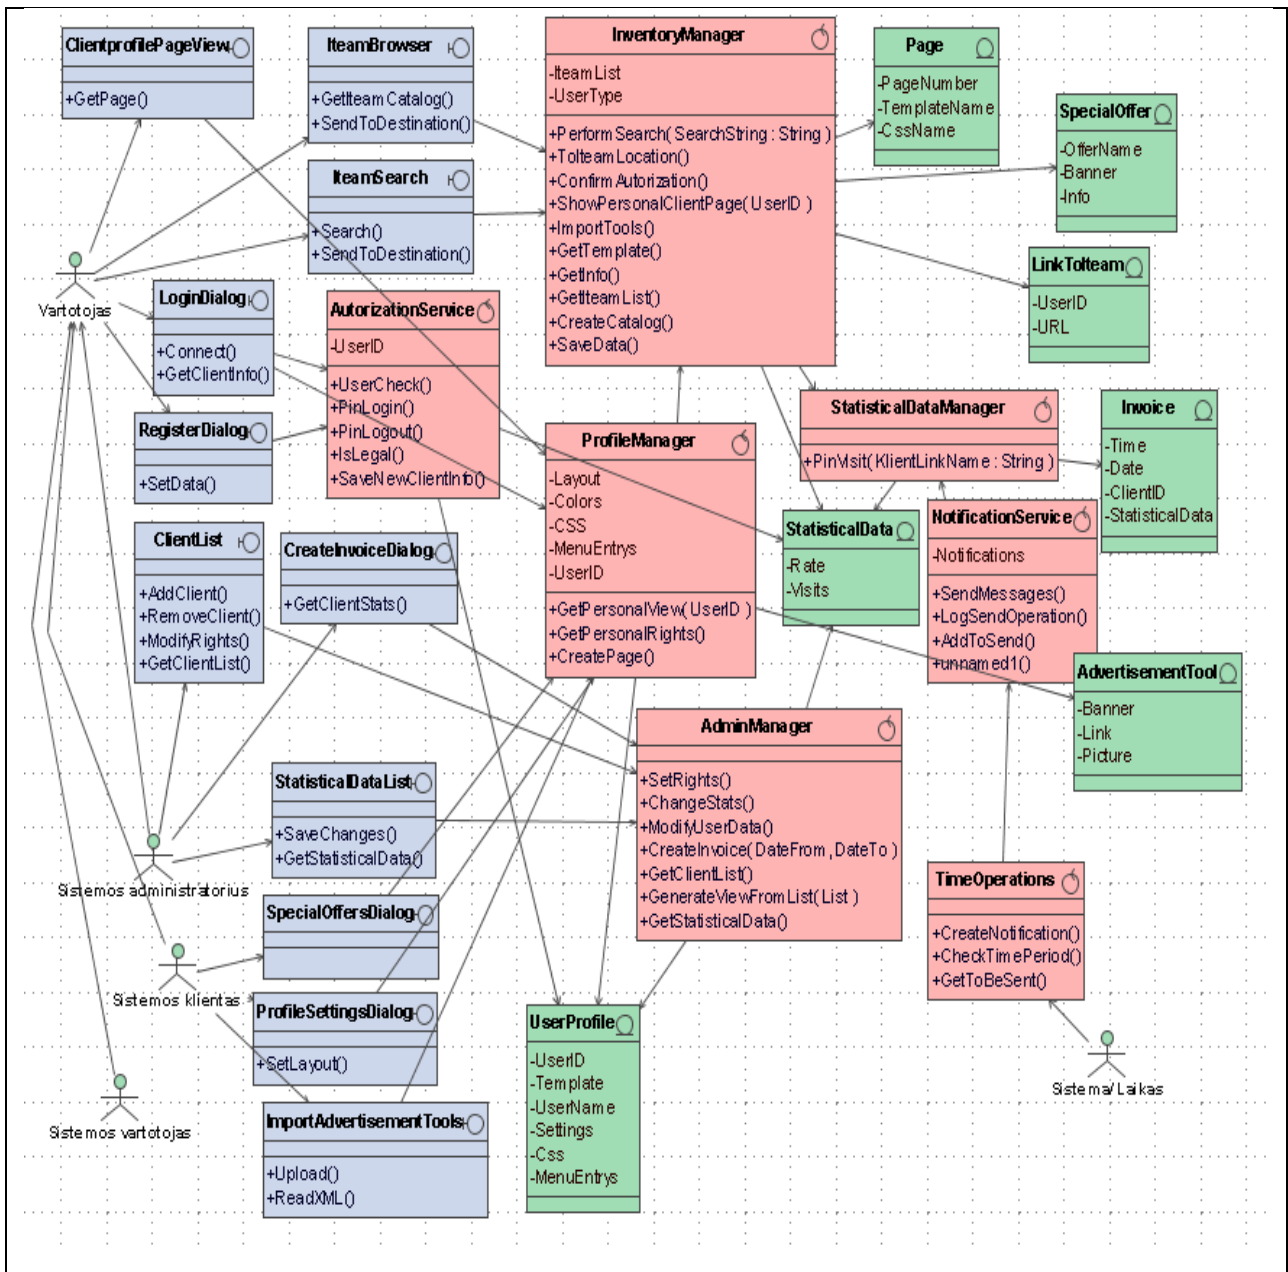 ClientprofilePageView
+GetPage()
IteamBrowser
+GetIteamCatalog()
+SendToDestination()
IteamSearch
+Search()
+SendToDestination()
InventoryManager
-IteamList
-UserType
+PerformSearch( SearchString : String )
+ToIteamLocation()
+ConfirmAutorization()
+ShowPersonalClientPage( UserID )
+ImportTools()
+GetTemplate()
+GetInfo()
+GetIteamList()
+CreateCatalog()
+SaveData()
Page
-PageNumber
-TemplateName
-CssName
SpecialOffer
-OfferName
-Banner
-Info
LinkToIteam
-UserID
-URL
Vartotojas
LoginDialog
+Connect()
+GetClientInfo()
AutorizationService
-UserID
+UserCheck()
+PinLogin()
+PinLogout()
+IsLegal()
+SaveNewClientInfo()
RegisterDialog
+SetData()
ProfileManager
-Layout
-Colors
-CSS
-MenuEntrys
-UserID
+GetPersonalView( UserID )
+GetPersonalRights()
+CreatePage()
StatisticalDataManager
+PinVisit( KlientLinkName : String )
Invoice
-Time
-Date
-ClientID
-StatisticalData
StatisticalData
-Rate
-Visits
NotificationService
-Notifications
+SendMessages()
+LogSendOperation()
+AddToSend()
+unnamed1()
ClientList
+AddClient()
+RemoveClient()
+ModifyRights()
+GetClientList()
CreateInvoiceDialog
+GetClientStats()
AdvertisementTool
-Banner
-Link
-Picture
AdminManager
+SetRights()
+ChangeStats()
+ModifyUserData()
+CreateInvoice( DateFrom ,DateTo )
+GetClientList()
+GenerateViewFromList( List )
+GetStatisticalData()
StatisticalDataList
+SaveChanges()
+GetStatisticalData()
Sistemos administratorius
SpecialOffersDialog
TimeOperations
+CreateNotification()
+CheckTimePeriod()
+GetToBeSent()
Sistemos klientas
ProfileSettingsDialog
+SetLayout()
UserProfile
-UserID
-Template
-UserName
-Settings
-Css
-MenuEntrys
Sistema/Laikas
Sistemos vartotojas
ImportAdvertisementTools
+Upload()
+ReadXML()